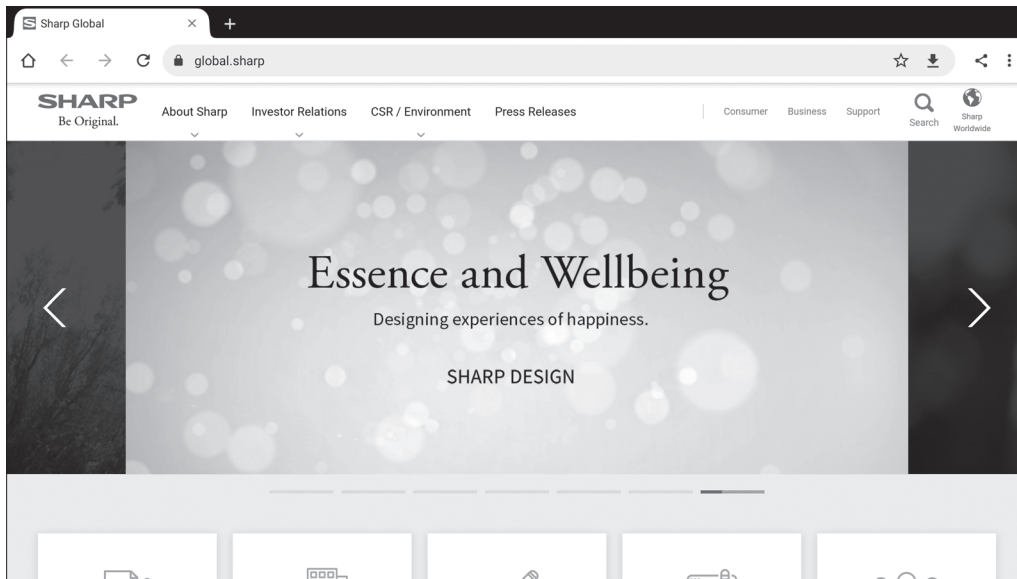 Sharp Global
global.sharp
SHARP
Be Original.
About Sharp
Investor Relations
CSR / Environment
Press Releases
Consumer
Business
Support
Search
Sharp
Worldwide
Essence and Wellbeing
Designing experiences of happiness.
SHARP DESIGN